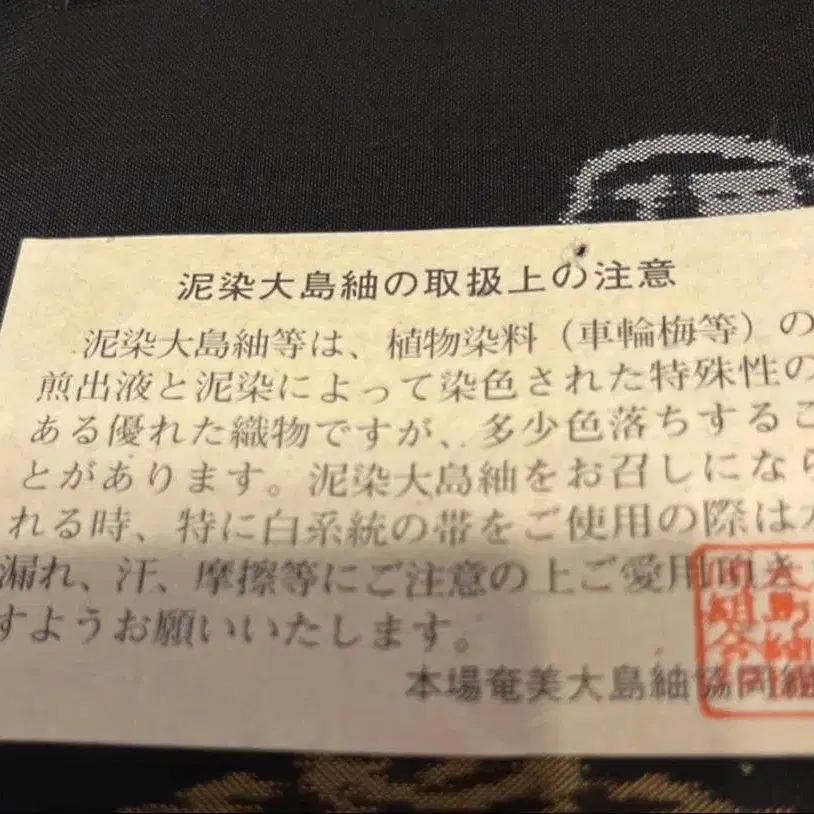 泥染大島紬の取扱上の注意
泥染大島紬等は、植物染料（車輪梅等）の
煎出液と泥染によって染色された特殊性の
ある優れた織物ですが、多少色落ちするこ
とがあります。泥染大島紬をお召しになら
れる時、特に白系統の帯をご使用の際は
漏れ、汗、摩擦等にご注意の上ご愛用頂きま
すようお願いいたします。
本場奄美大島紬協同組